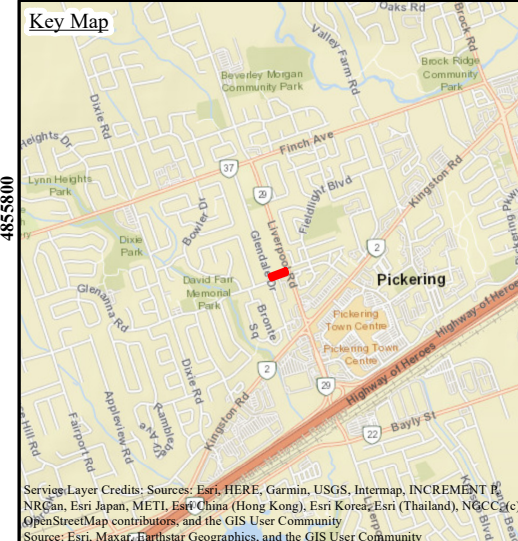 Key Map
4855800
Oaks Rd
Brock Rd
Valley Farm Rd
Beverley Morgan
Community Park
Brock Ridge
Community
Park
Dixie Rd
Heights Dr
Finch Ave
37
Kingston Rd
Lynn Heights
Park
29
Fieldlight Blvd
Bowler Dr
Liverpool Rd
Glendale Dr
2
Dixie
Park
David Farr
Memorial
Park
Pickering
Glenanna Rd
Bronte
Sq
Pickering
Town Centre
Pickering Town
Centre
Highway of Heroes
Highway of Heroes
Dixie Rd
2
29
Kingston Rd
Bayly St
22
Appleview Rd
Fairport Rd
Service Layer Credits: Sources: Esri, HERE, Garmin, USGS, Intermap, INCREMENT P,
NRCan, Esri Japan, METI, Esri China (Hong Kong), Esri Korea, Esri (Thailand), NGCC, (c)
OpenStreetMap contributors, and the GIS User Community
Source: Esri, Maxar, Earthstar Geographics, and the GIS User Community